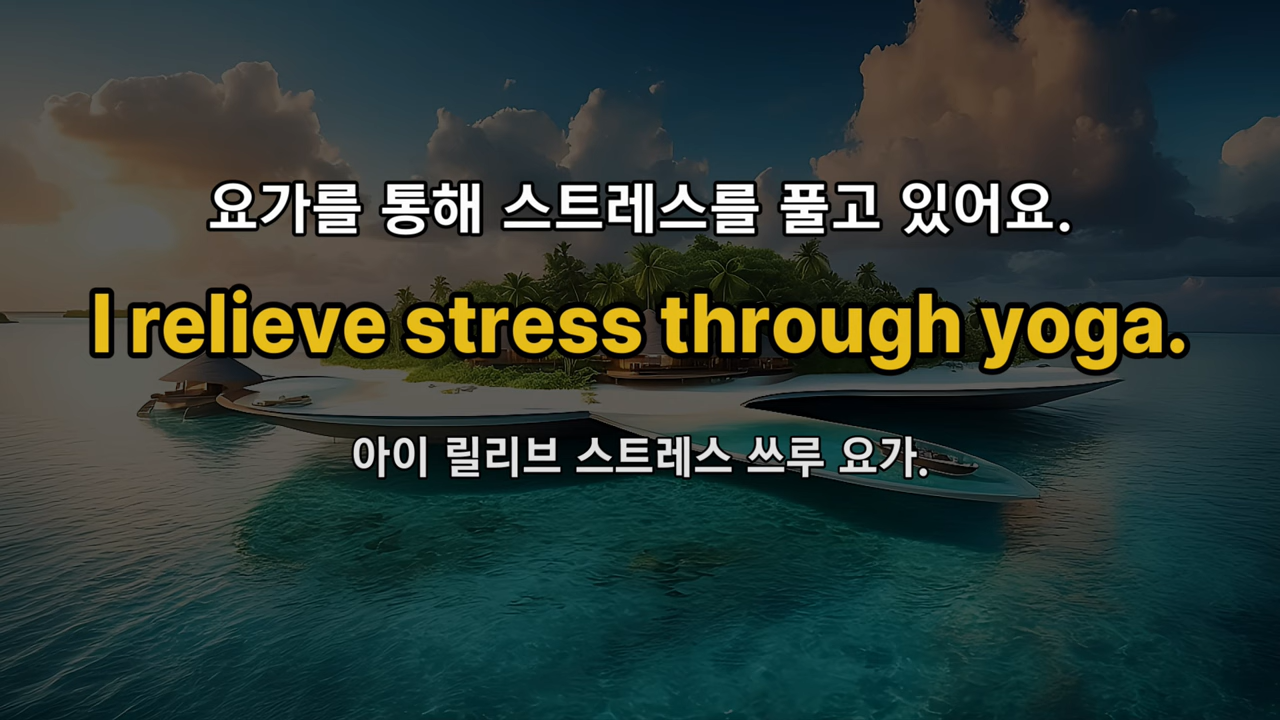 요가를 통해 스트레스를 풀고 있어요.
I relieve stress through yoga.
아이 릴리브 스트레스 쓰루 요가.